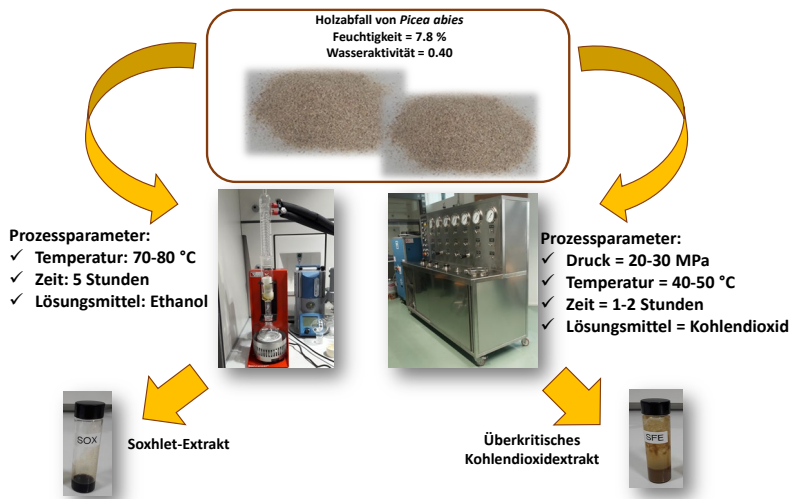 Holzabfall von Picea abies
Feuchtigkeit = 7.8 %
Wasseraktivität = 0.40
Prozessparameter:
✓ Temperatur: 70-80 °C
✓ Zeit: 5 Stunden
✓ Lösungsmittel: Ethanol
Prozessparameter:
✓ Druck = 20-30 MPa
✓ Temperatur = 40-50 °C
✓ Zeit = 1-2 Stunden
✓ Lösungsmittel = Kohlendioxid
SOX
Soxhlet-Extrakt
Überkritisches
Kohlendioxidextrakt
SFE